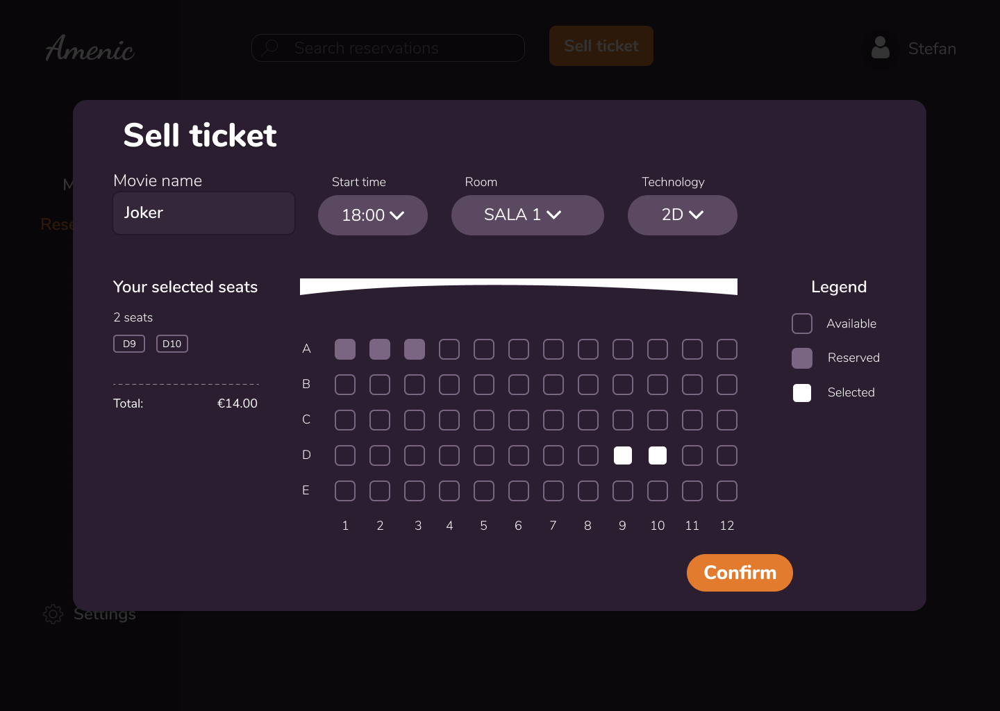 Amenic
Search reservations
Sell ticket
Stefan
Sell ticket
Movie name
Start time
Room
Technology
Joker
18:00
SALA 1
2D
Your selected seats
Legend
2 seats
Available
D9
D10
Reserved
Selected
Total:
€14.00
A
B
C
D
E
1 2 3 4 5 6 7 8 9 10 11 12
Confirm
Settings